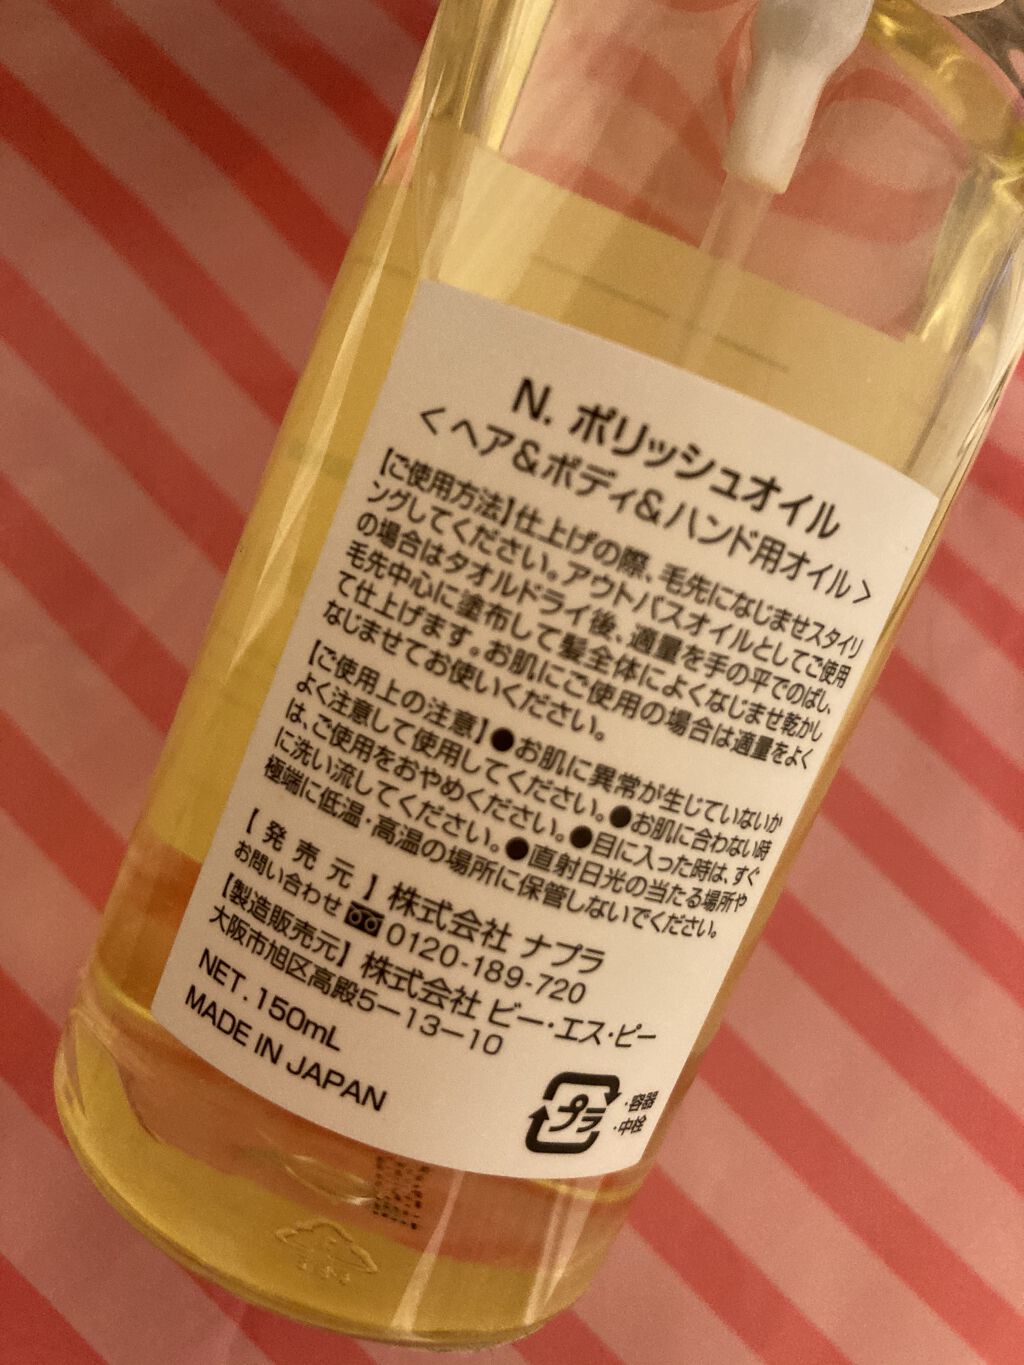 N. ポリッシュオイル
<ヘア&ボディ&ハンド用オイル>
【ご使用方法】仕上げの際、毛先になじませスタイリ
ングしてください。アウトバスオイルとしてご使用
の場合はタオルドライ後、適量を手の平でのばし、
毛先中心に塗布して髪全体によくなじませ乾かし
て仕上げます。お肌にご使用の場合は適量をよく
なじませてお使いください。
【ご使用上の注意】●お肌に異常が生じていないか
よく注意して使用してください。●お肌に合わない時
は、ご使用をおやめください。●目に入った時は、すぐ
に洗い流してください。●直射日光の当たる場所や
極端に低温・高温の場所に保管しないでください。
【発売元】株式会社 ナプラ
お問い合わせ 0120-189-720
【製造販売元】株式会社 ビー・エス・ピー
大阪市旭区高殿5ー13ー10
NET. 150mL
MADE IN JAPAN
プラ
・容器
・中栓